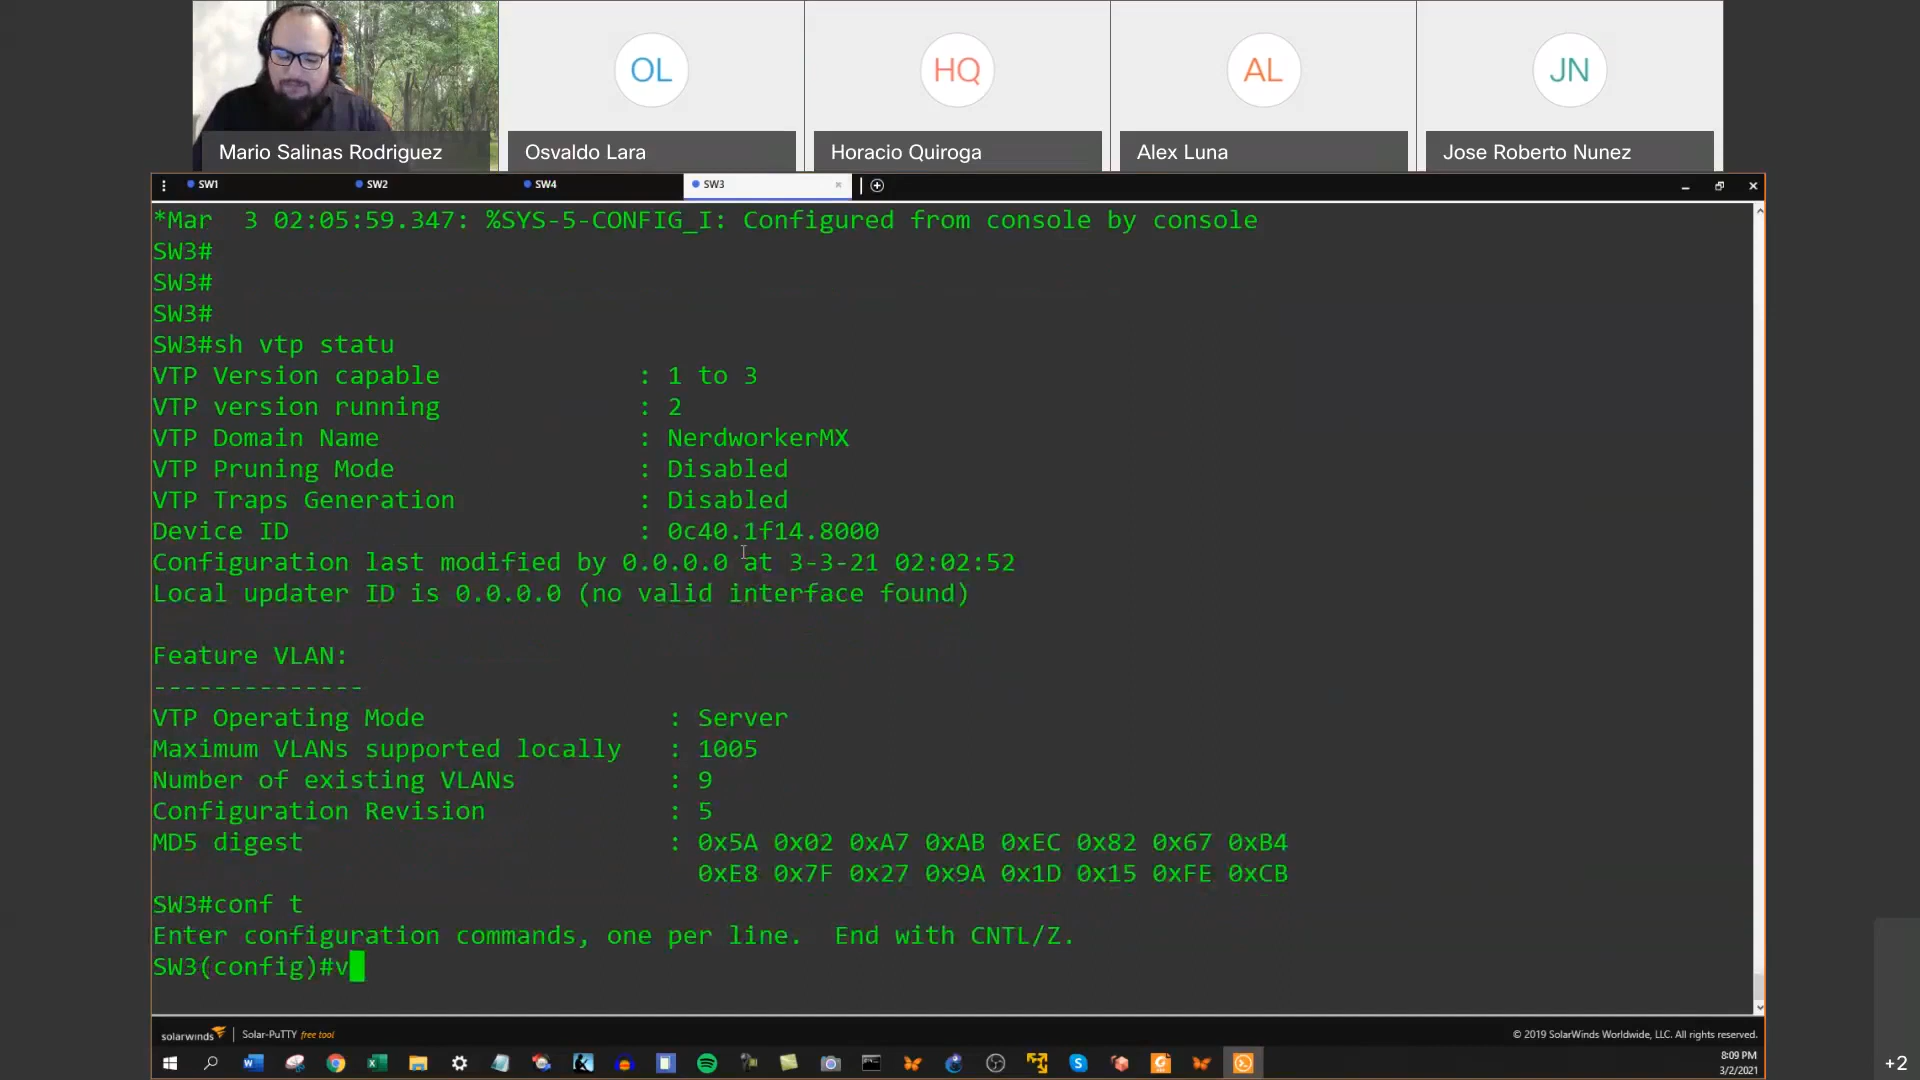 OL
HQ
AL
JN
Mario Salinas Rodriguez
Osvaldo Lara
Horacio Quiroga
Alex Luna
Jose Roberto Nunez
SW1
SW2
SW4
SW3
*Mar  3 02:05:59.347: %SYS-5-CONFIG_I: Configured from console by console
SW3#
SW3#
SW3#
SW3#sh vtp statu
VTP Version capable : 1 to 3
VTP version running : 2
VTP Domain Name : NerdworkerMX
VTP Pruning Mode : Disabled
VTP Traps Generation : Disabled
Device ID : 0c40.1f14.8000
Configuration last modified by 0.0.0.0 at 3-3-21 02:02:52
Local updater ID is 0.0.0.0 (no valid interface found)
Feature VLAN:
--------------
VTP Operating Mode : Server
Maximum VLANs supported locally : 1005
Number of existing VLANs : 9
Configuration Revision : 5
MD5 digest : 0x5A 0x02 0xA7 0xAB 0xEC 0x82 0x67 0xB4
0xE8 0x7F 0x27 0x9A 0x1D 0x15 0xFE 0xCB
SW3#conf t
Enter configuration commands, one per line.  End with CNTL/Z.
SW3(config)#v
solarwinds | Solar-PuTTY free tool
© 2019 SolarWinds Worldwide, LLC. All rights reserved.
8:09 PM
3/2/2021
+2